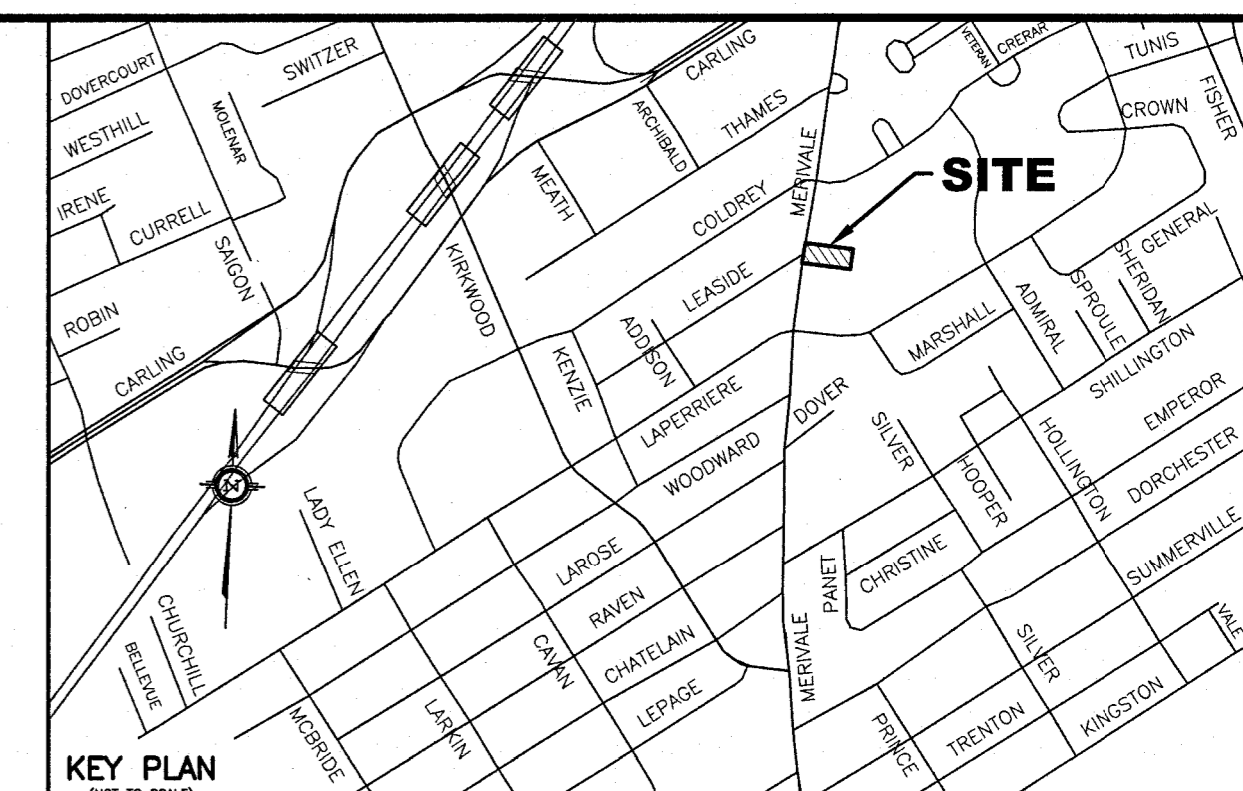 DOVERCOURT
SWITZER
CARLING
VETERAN
CRERAR
TUNIS
WESTHILL
MOLENAR
ARCHIBALD
THAMES
CROWN
FISHER
IRENE
CURRELL
MEATH
MERIVALE
SITE
COLDREY
GENERAL
SHERIDAN
SAIGON
KIRKWOOD
LEASIDE
SPROULE
ADMIRAL
ROBIN
ADDISON
MARSHALL
CARLING
KENZIE
SHILLINGTON
LAPERRIERE
DOVER
EMPEROR
SILVER
HOLLINGTON
WOODWARD
HOOPER
DORCHESTER
N
LADY ELLEN
LAROSE
CHRISTINE
SUMMERVILLE
PANET
RAVEN
CHURCHILL
BELLEVUE
CAVAN
CHATELAIN
MERIVALE
SILVER
VALE
LEPAGE
LARKIN
MCBRIDE
PRINCE
TRENTON
KINGSTON
KEY PLAN
(NOT TO SCALE)